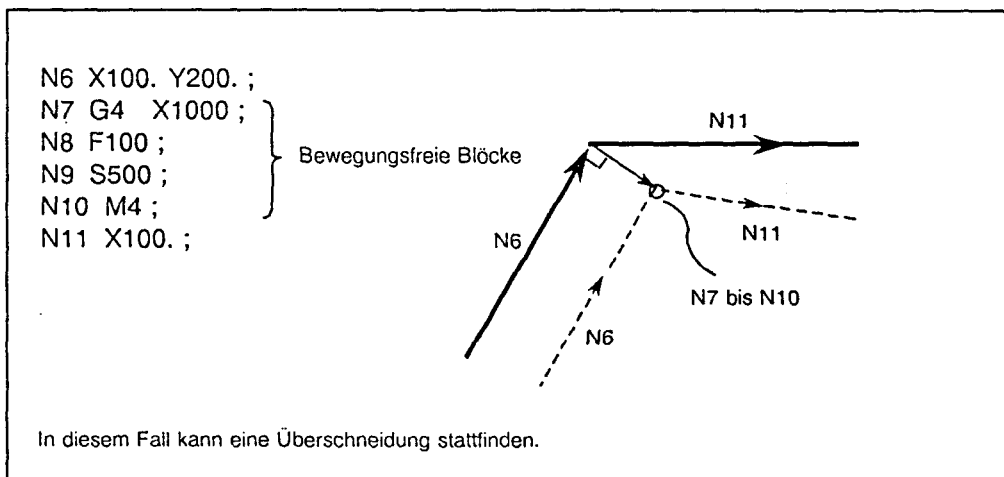 N6 X100. Y200. ;
N7 G4 X1000 ;
N8 F100 ;
N9 S500 ;
N10 M4 ;
N11 X100. ;
Bewegungsfreie Blöcke
N11
N6
N11
N7 bis N10
N6
In diesem Fall kann eine Überschneidung stattfinden.